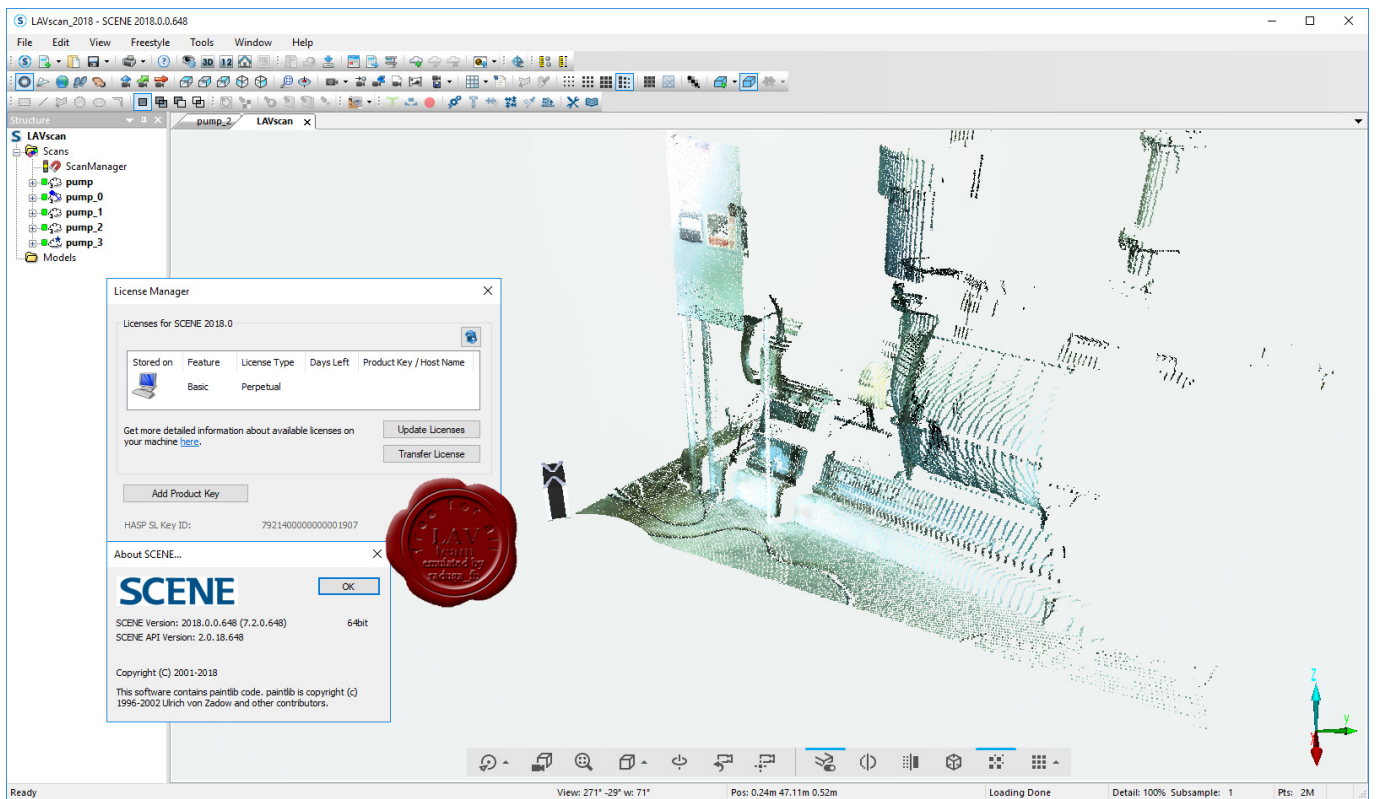 LAVscan_2018 - SCENE 2018.0.0.648
File Edit View Freestyle Tools Window Help
3D 12
Structure
pump_2 LAVscan
LAVscan
Scans
ScanManager
pump
pump_0
pump_1
pump_2
pump_3
Models
License Manager
Licenses for SCENE 2018.0
Stored on Feature License Type Days Left Product Key / Host Name
Basic Perpetual
Get more detailed information about available licenses on
your machine here.
Update Licenses
Transfer License
Add Product Key
HASP SL Key ID: 7921400000000001907
LAV
team
emulated by
About SCENE...
SCENE
OK
SCENE Version: 2018.0.0.648 (7.2.0.648) 64bit
SCENE API Version: 2.0.18.648
Copyright (C) 2001-2018
This software contains paintlib code. paintlib is copyright (c)
1996-2002 Ulrich von Zadow and other contributors.
Z
y
Ready View: 271° -29° w: 71° Pos: 0.24m 47.11m 0.52m Loading Done Detail: 100% Subsample: 1 Pts: 2M